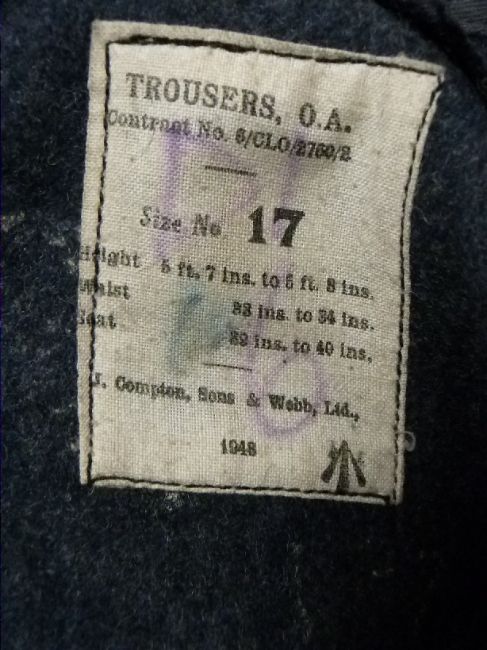 TROUSERS, O.A.
Contract No. 6/CLO/2760/2
Size No 17
Height 5 ft. 7 ins. to 5 ft. 8 ins.
Waist 33 ins. to 34 ins.
Seat ins. to 40 ins.
J. Compton, Sons & Webb, Ltd.,
1948